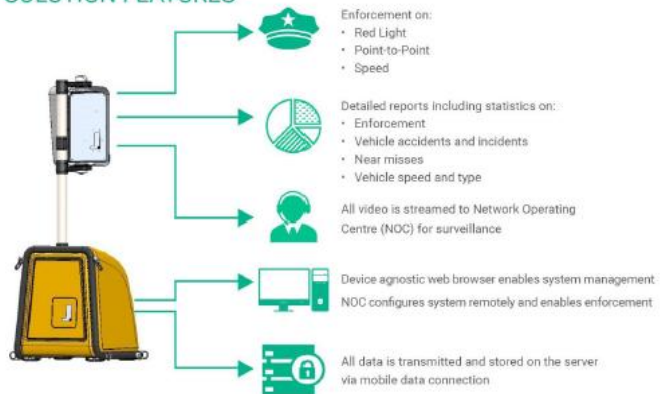 SOLUTION FEATURES
Enforcement on:
• Red Light
• Point-to-Point
• Speed
Detailed reports including statistics on:
• Enforcement
• Vehicle accidents and incidents
• Near misses
• Vehicle speed and type
All video is streamed to Network Operating
Centre (NOC) for surveillance
Device agnostic web browser enables system management
NOC configures system remotely and enables enforcement
All data is transmitted and stored on the server
via mobile data connection